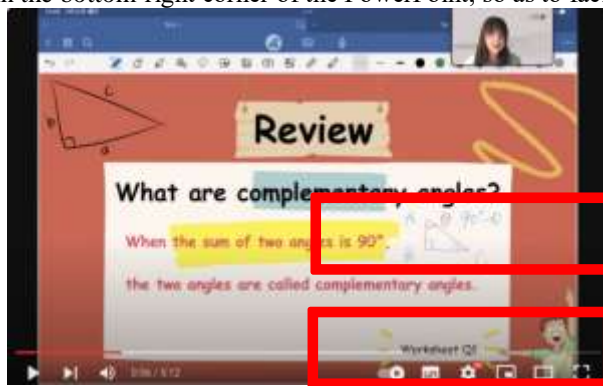 n the bottom-right corner of the PowerPoint, so as to
c
a
Review
What are complementary angles?
When the sum of two angles is 90°,
θ 90°-θ
the two angles are called complementary angles.
Worksheet Q1